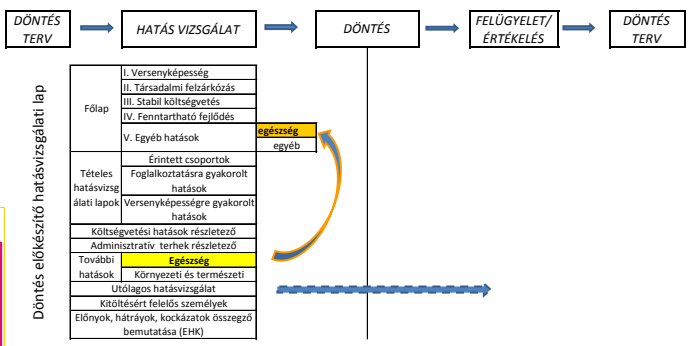 DÖNTÉS
TERV
HATÁS VIZSGÁLAT
DÖNTÉS
FELÜGYELET/
ÉRTÉKELÉS
DÖNTÉS
TERV
Döntés előkészítő hatásvizsgálati lap
Főlap
I. Versenyképesség
II. Társadalmi felzárkózás
III. Stabil költségvetés
IV. Fenntartható fejlődés
V. Egyéb hatások
egészség
egyéb
Tételes
hatásvizsg
álati lapok
Érintett csoportok
Foglalkoztatásra gyakorolt
hatások
Versenyképességre gyakorolt
hatások
Költségvetési hatások részletező
Adminisztratív terhek részletező
További
hatások
Egészség
Környezeti és természeti
Utólagos hatásvizsgálat
Kitöltésért felelős személyek
Előnyok, hátráyok, kockázatok összegző
bemutatása (EHK)